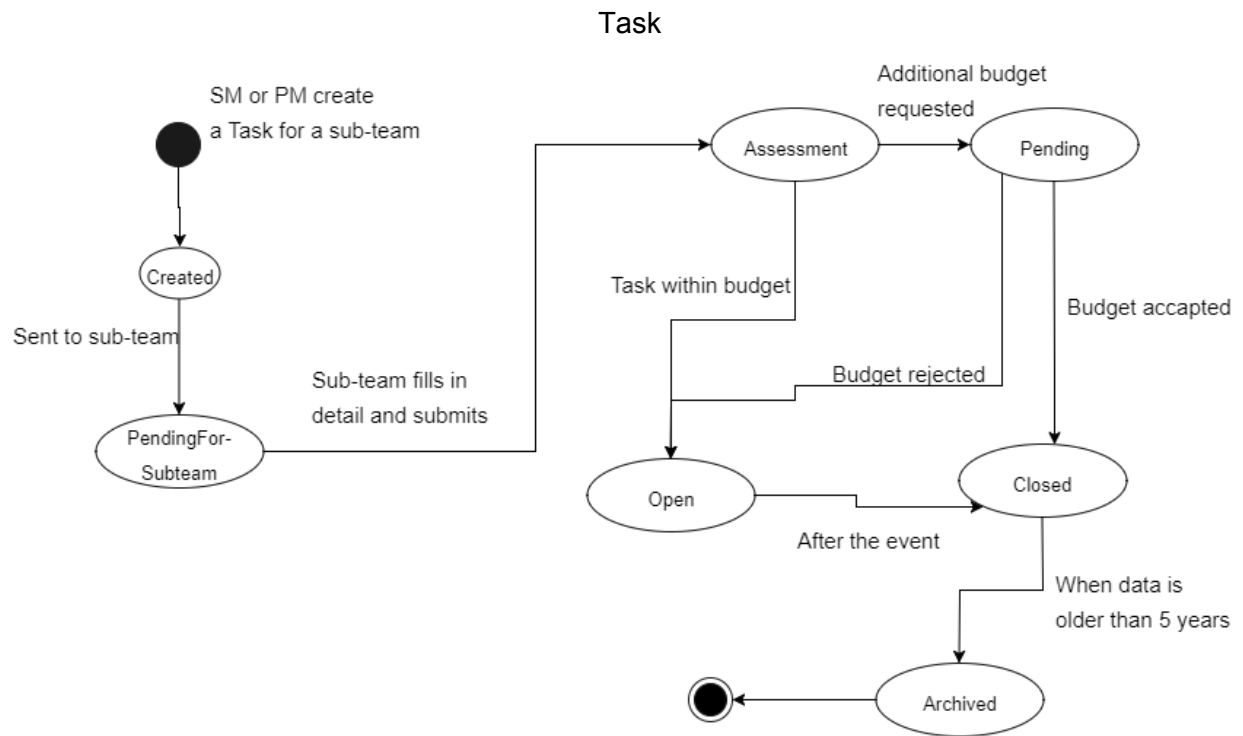 Task
SM or PM create
a Task for a sub-team
Additional budget
requested
Assessment
Pending
Created
Task within budget
Budget accapted
Sent to sub-team
Sub-team fills in
detail and submits
Budget rejected
PendingFor-
Subteam
Open
Closed
After the event
When data is
older than 5 years
Archived